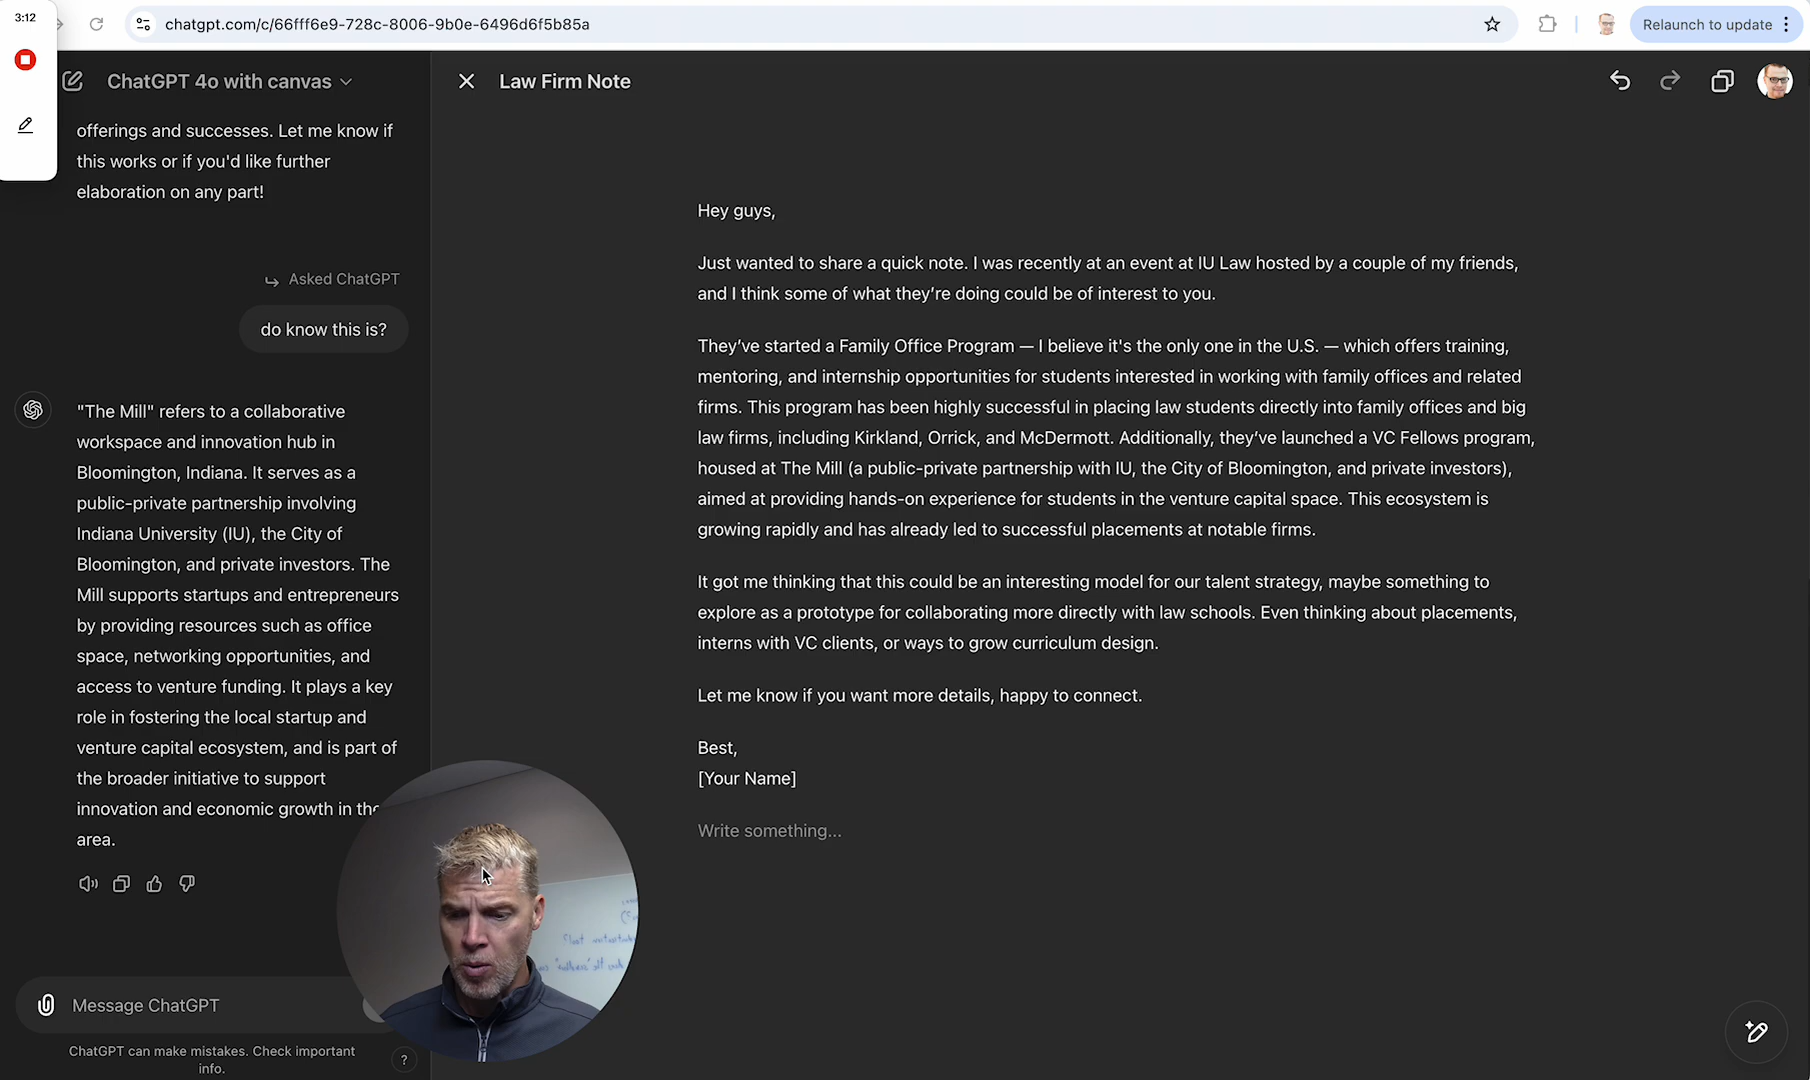 3:12
chatgpt.com/c/66fff6e9-728c-8006-9b0e-6496d6f5b85a
Relaunch to update
ChatGPT 4o with canvas
offerings and successes. Let me know if
this works or if you'd like further
elaboration on any part!
Asked ChatGPT
do know this is?
"The Mill" refers to a collaborative
workspace and innovation hub in
Bloomington, Indiana. It serves as a
public-private partnership involving
Indiana University (IU), the City of
Bloomington, and private investors. The
Mill supports startups and entrepreneurs
by providing resources such as office
space, networking opportunities, and
access to venture funding. It plays a key
role in fostering the local startup and
venture capital ecosystem, and is part of
the broader initiative to support
innovation and economic growth in the
area.
Message ChatGPT
ChatGPT can make mistakes. Check important
info.
?
Law Firm Note
Hey guys,
Just wanted to share a quick note. I was recently at an event at IU Law hosted by a couple of my friends,
and I think some of what they’re doing could be of interest to you.
They’ve started a Family Office Program — I believe it's the only one in the U.S. — which offers training,
mentoring, and internship opportunities for students interested in working with family offices and related
firms. This program has been highly successful in placing law students directly into family offices and big
law firms, including Kirkland, Orrick, and McDermott. Additionally, they’ve launched a VC Fellows program,
housed at The Mill (a public-private partnership with IU, the City of Bloomington, and private investors),
aimed at providing hands-on experience for students in the venture capital space. This ecosystem is
growing rapidly and has already led to successful placements at notable firms.
It got me thinking that this could be an interesting model for our talent strategy, maybe something to
explore as a prototype for collaborating more directly with law schools. Even thinking about placements,
interns with VC clients, or ways to grow curriculum design.
Let me know if you want more details, happy to connect.
Best,
[Your Name]
Write something...